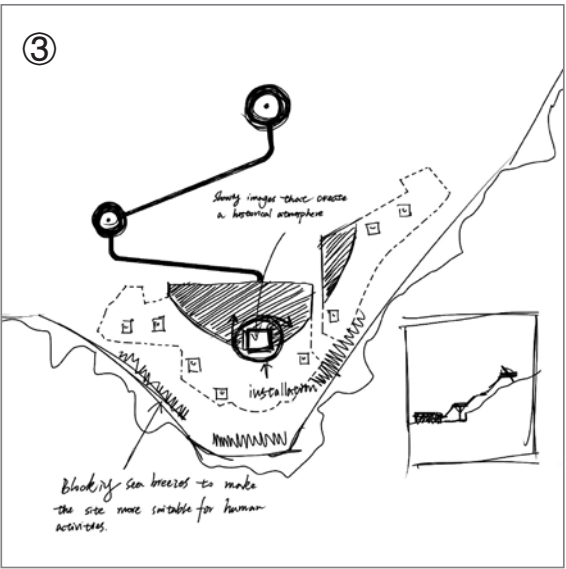 ③
Showing images that create
a historical atmosphere
installation
Blocking sea breezes to make
the site more suitable for human
activities.